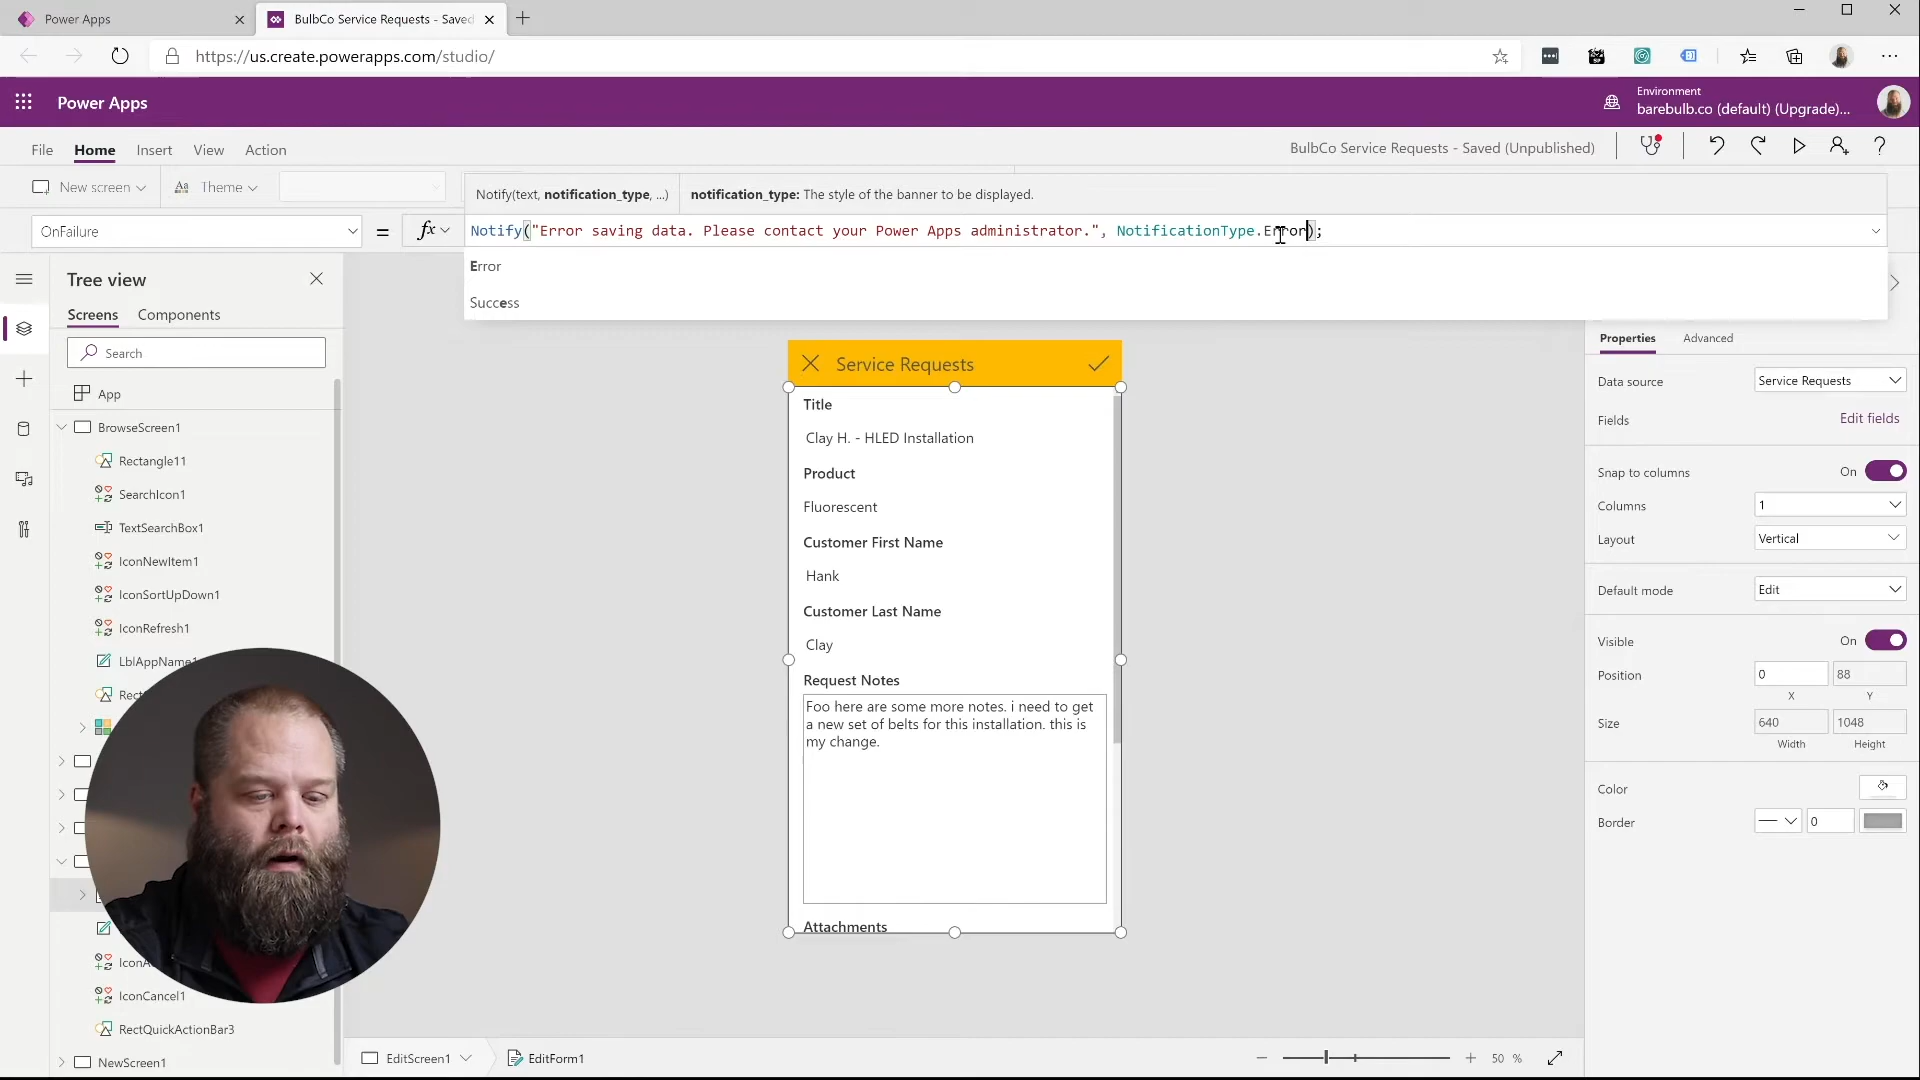 Power Apps
BulbCo Service Requests - Saved
https://us.create.powerapps.com/studio/
Power Apps
Environment
barebulb.co (default) (Upgrade)...
File Home Insert View Action
BulbCo Service Requests - Saved (Unpublished)
New screen
Aa Theme
Notify(text, notification_type, ...)
notification_type: The style of the banner to be displayed.
OnFailure
= fx
Notify("Error saving data. Please contact your Power Apps administrator.", NotificationType.Error);
Error
Success
Tree view
Screens Components
Search
App
BrowseScreen1
Rectangle11
SearchIcon1
TextSearchBox1
IconNewItem1
IconSortUpDown1
IconRefresh1
LblAppName1
IconCancel1
RectQuickActionBar3
NewScreen1
Service Requests
Title
Clay H. - HLED Installation
Product
Fluorescent
Customer First Name
Hank
Customer Last Name
Clay
Request Notes
Foo here are some more notes. i need to get
a new set of belts for this installation. this is
my change.
Attachments
Properties Advanced
Data source Service Requests
Fields Edit fields
Snap to columns On
Columns 1
Layout Vertical
Default mode Edit
Visible On
Position 0 88
X Y
Size 640 1048
Width Height
Color
Border 0
EditScreen1 EditForm1
50 %